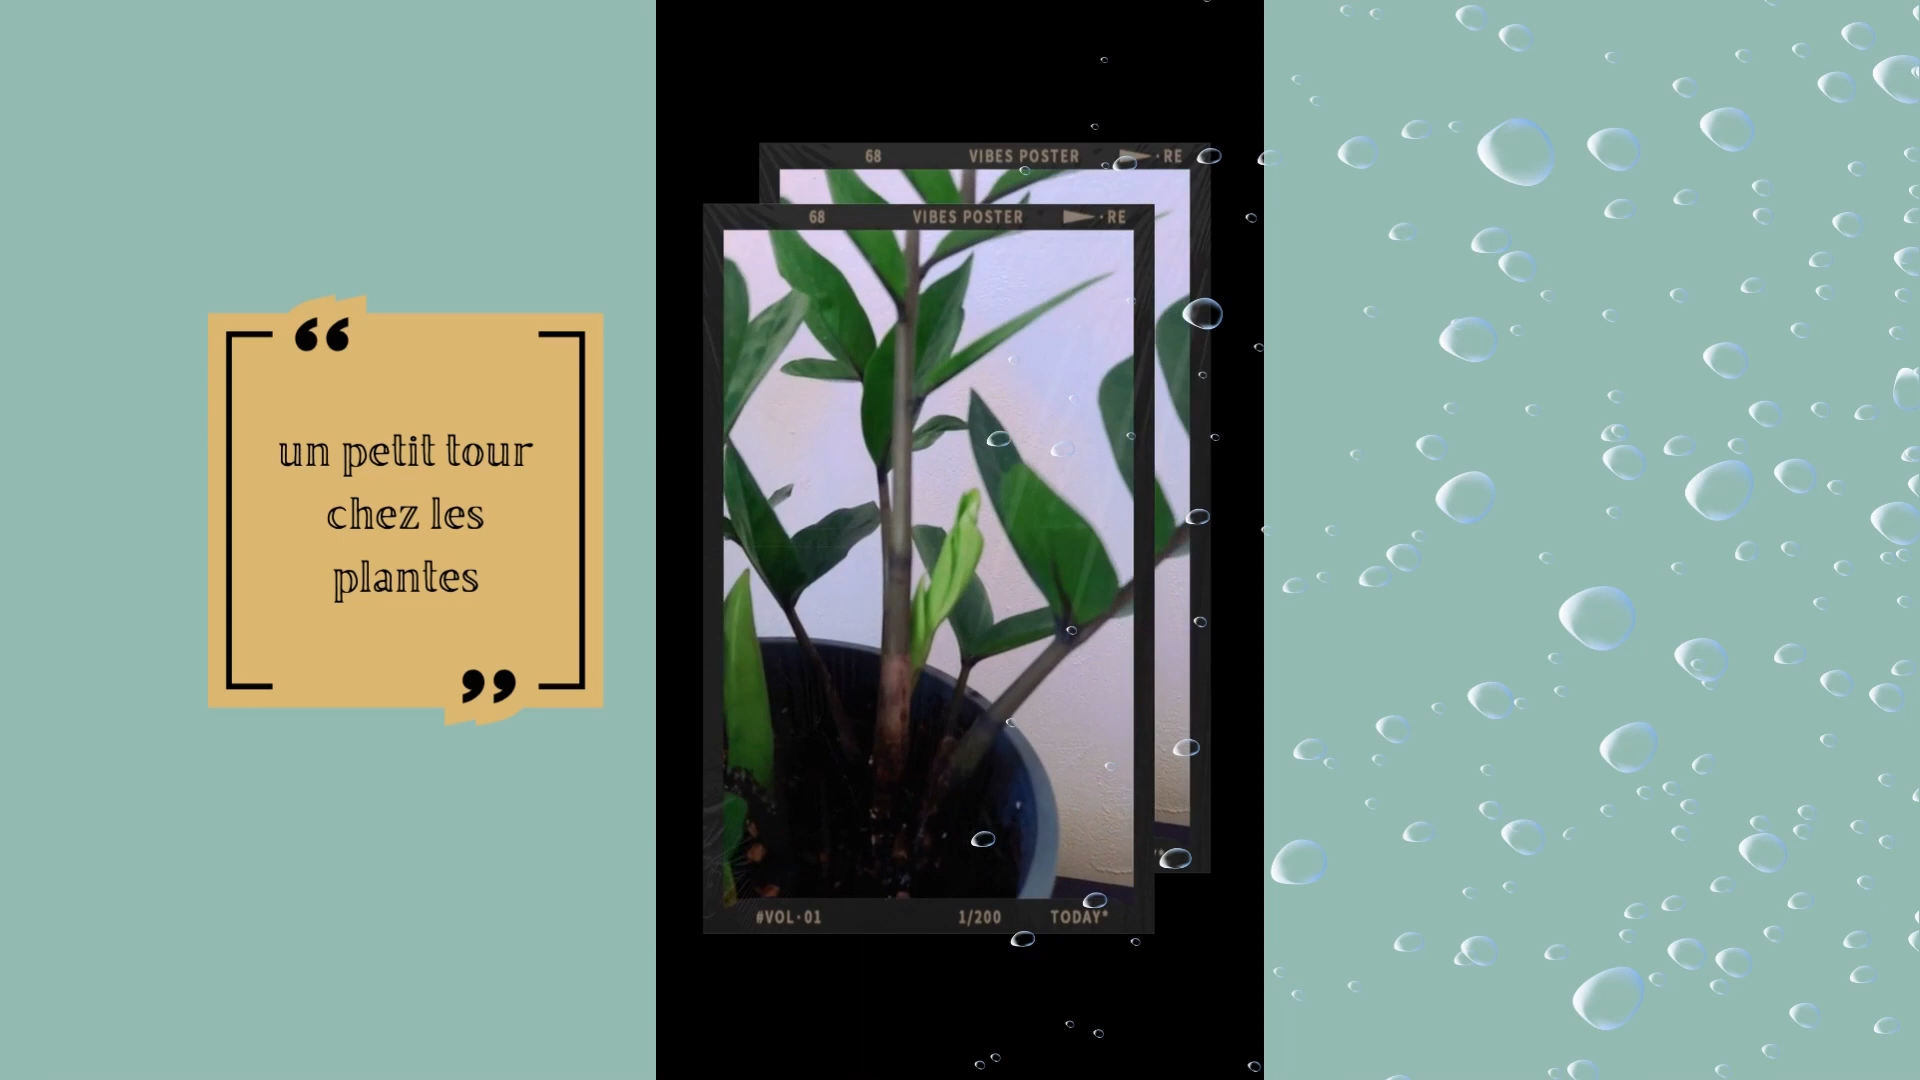 “
un petit tour
chez les
plantes
”
68 VIBES POSTER ▶·RE
68 VIBES POSTER ▶·RE
#VOL·01 1/200 TODAY*